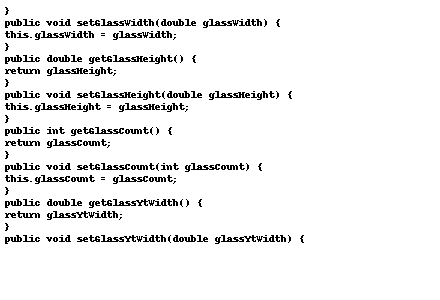 }
public void setGlassWidth(double glassWidth) {
this.glassWidth = glassWidth;
}
public double getGlassHeight() {
return glassHeight;
}
public void setGlassHeight(double glassHeight) {
this.glassHeight = glassHeight;
}
public int getGlassCount() {
return glassCount;
}
public void setGlassCount(int glassCount) {
this.glassCount = glassCount;
}
public double getGlassYtWidth() {
return glassYtWidth;
}
public void setGlassYtWidth(double glassYtWidth) {